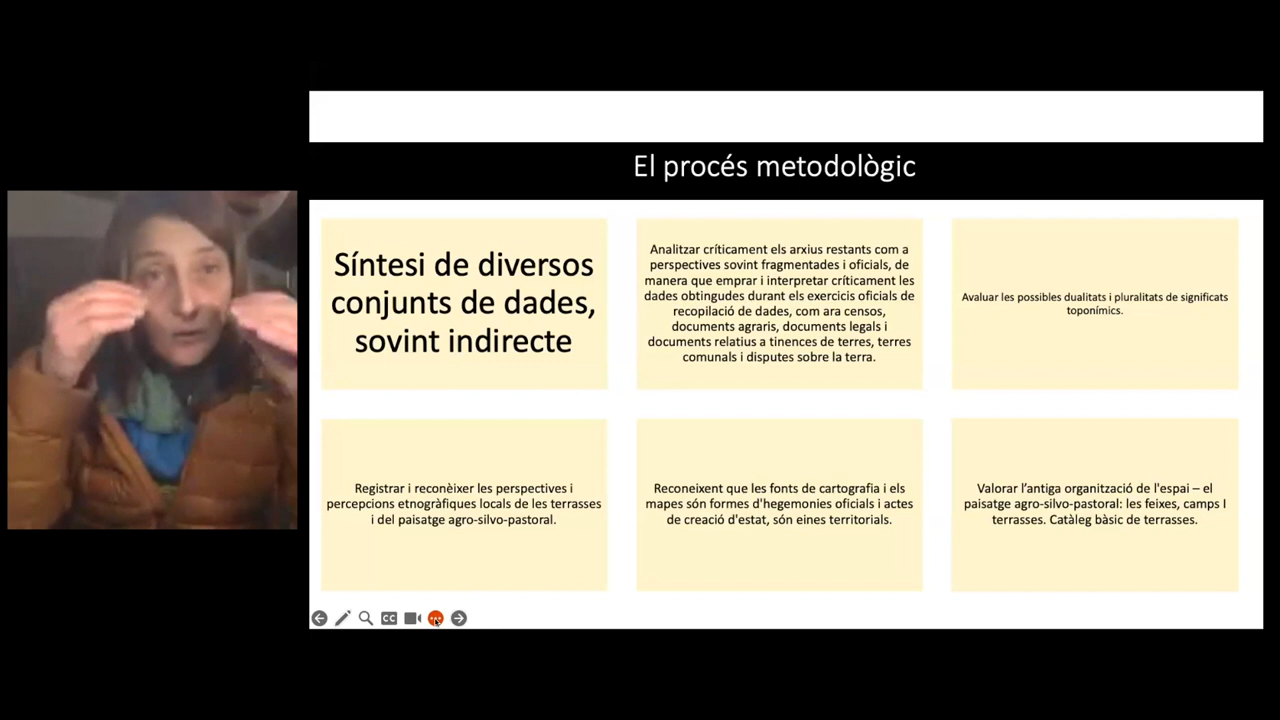 El procés metodològic
Síntesi de diversos
conjunts de dades,
sovint indirecte
Analitzar críticament els arxius restants com a
perspectives sovint fragmentades i oficials, de
manera que emprar i interpretar críticament les
dades obtingudes durant els exercicis oficials de
recopilació de dades, com ara censos,
documents agraris, documents legals i
documents relatius a tinences de terres, terres
comunals i disputes sobre la terra.
Avaluar les possibles dualitats i pluralitats de significats
toponímics.
Registrar i reconèixer les perspectives i
percepcions etnogràfiques locals de les terrasses
i del paisatge agro-silvo-pastoral.
Reconeixent que les fonts de cartografia i els
mapes són formes d'hegemonies oficials i actes
de creació d'estat, són eines territorials.
Valorar l’antiga organització de l'espai – el
paisatge agro-silvo-pastoral: les feixes, camps I
terrasses. Catàleg bàsic de terrasses.
CC